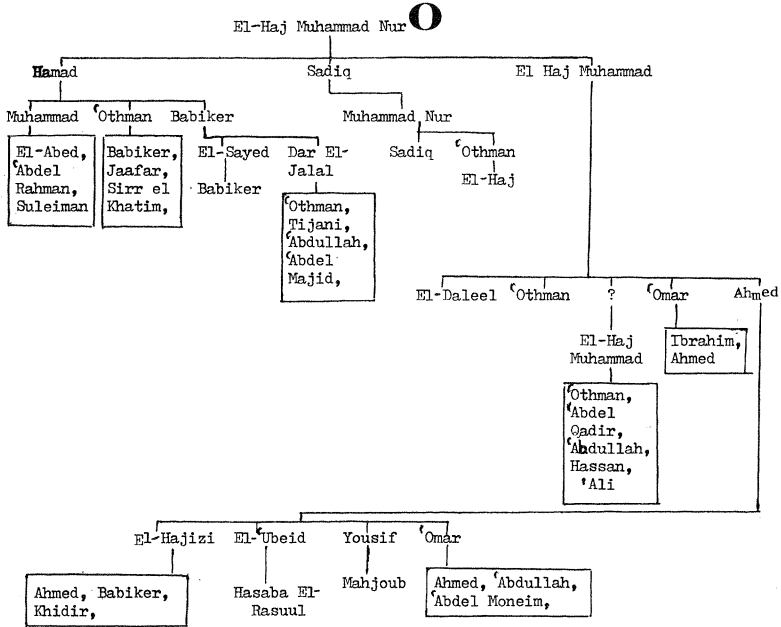 El-Haj Muhammad Nur O
Hamad Sadiq El Haj Muhammad
Muhammad ʿOthman Babiker Muhammad Nur
El-Abed, Babiker, El-Sayed Dar El- Sadiq ʿOthman
ʿAbdel Jaafar, Jalal
Rahman, Sirr el Babiker El-Haj
Suleiman Khatim, ʿOthman,
Tijani,
ʿAbdullah,
ʿAbdel
Majid,
El-Daleel ʿOthman ? ʿOmar Ahmed
El-Haj Ibrahim,
Muhammad Ahmed
ʿOthman,
ʿAbdel
Qadir,
ʿAbdullah,
Hassan,
ʿAli
El-Hajizi El-ʿUbeid Yousif ʿOmar
Ahmed, Babiker, Hasaba El- Mahjoub Ahmed, ʿAbdullah,
Khidir, Rasuul ʿAbdel Moneim,